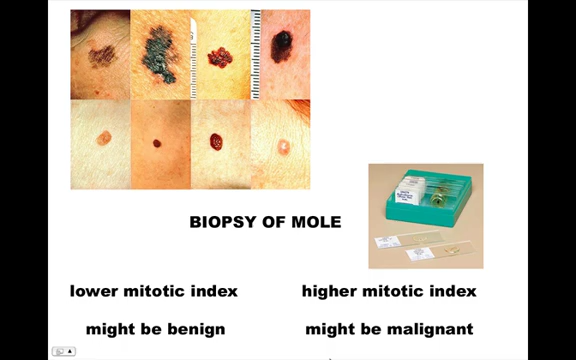 BIOPSY OF MOLE
lower mitotic index
higher mitotic index
might be benign
might be malignant